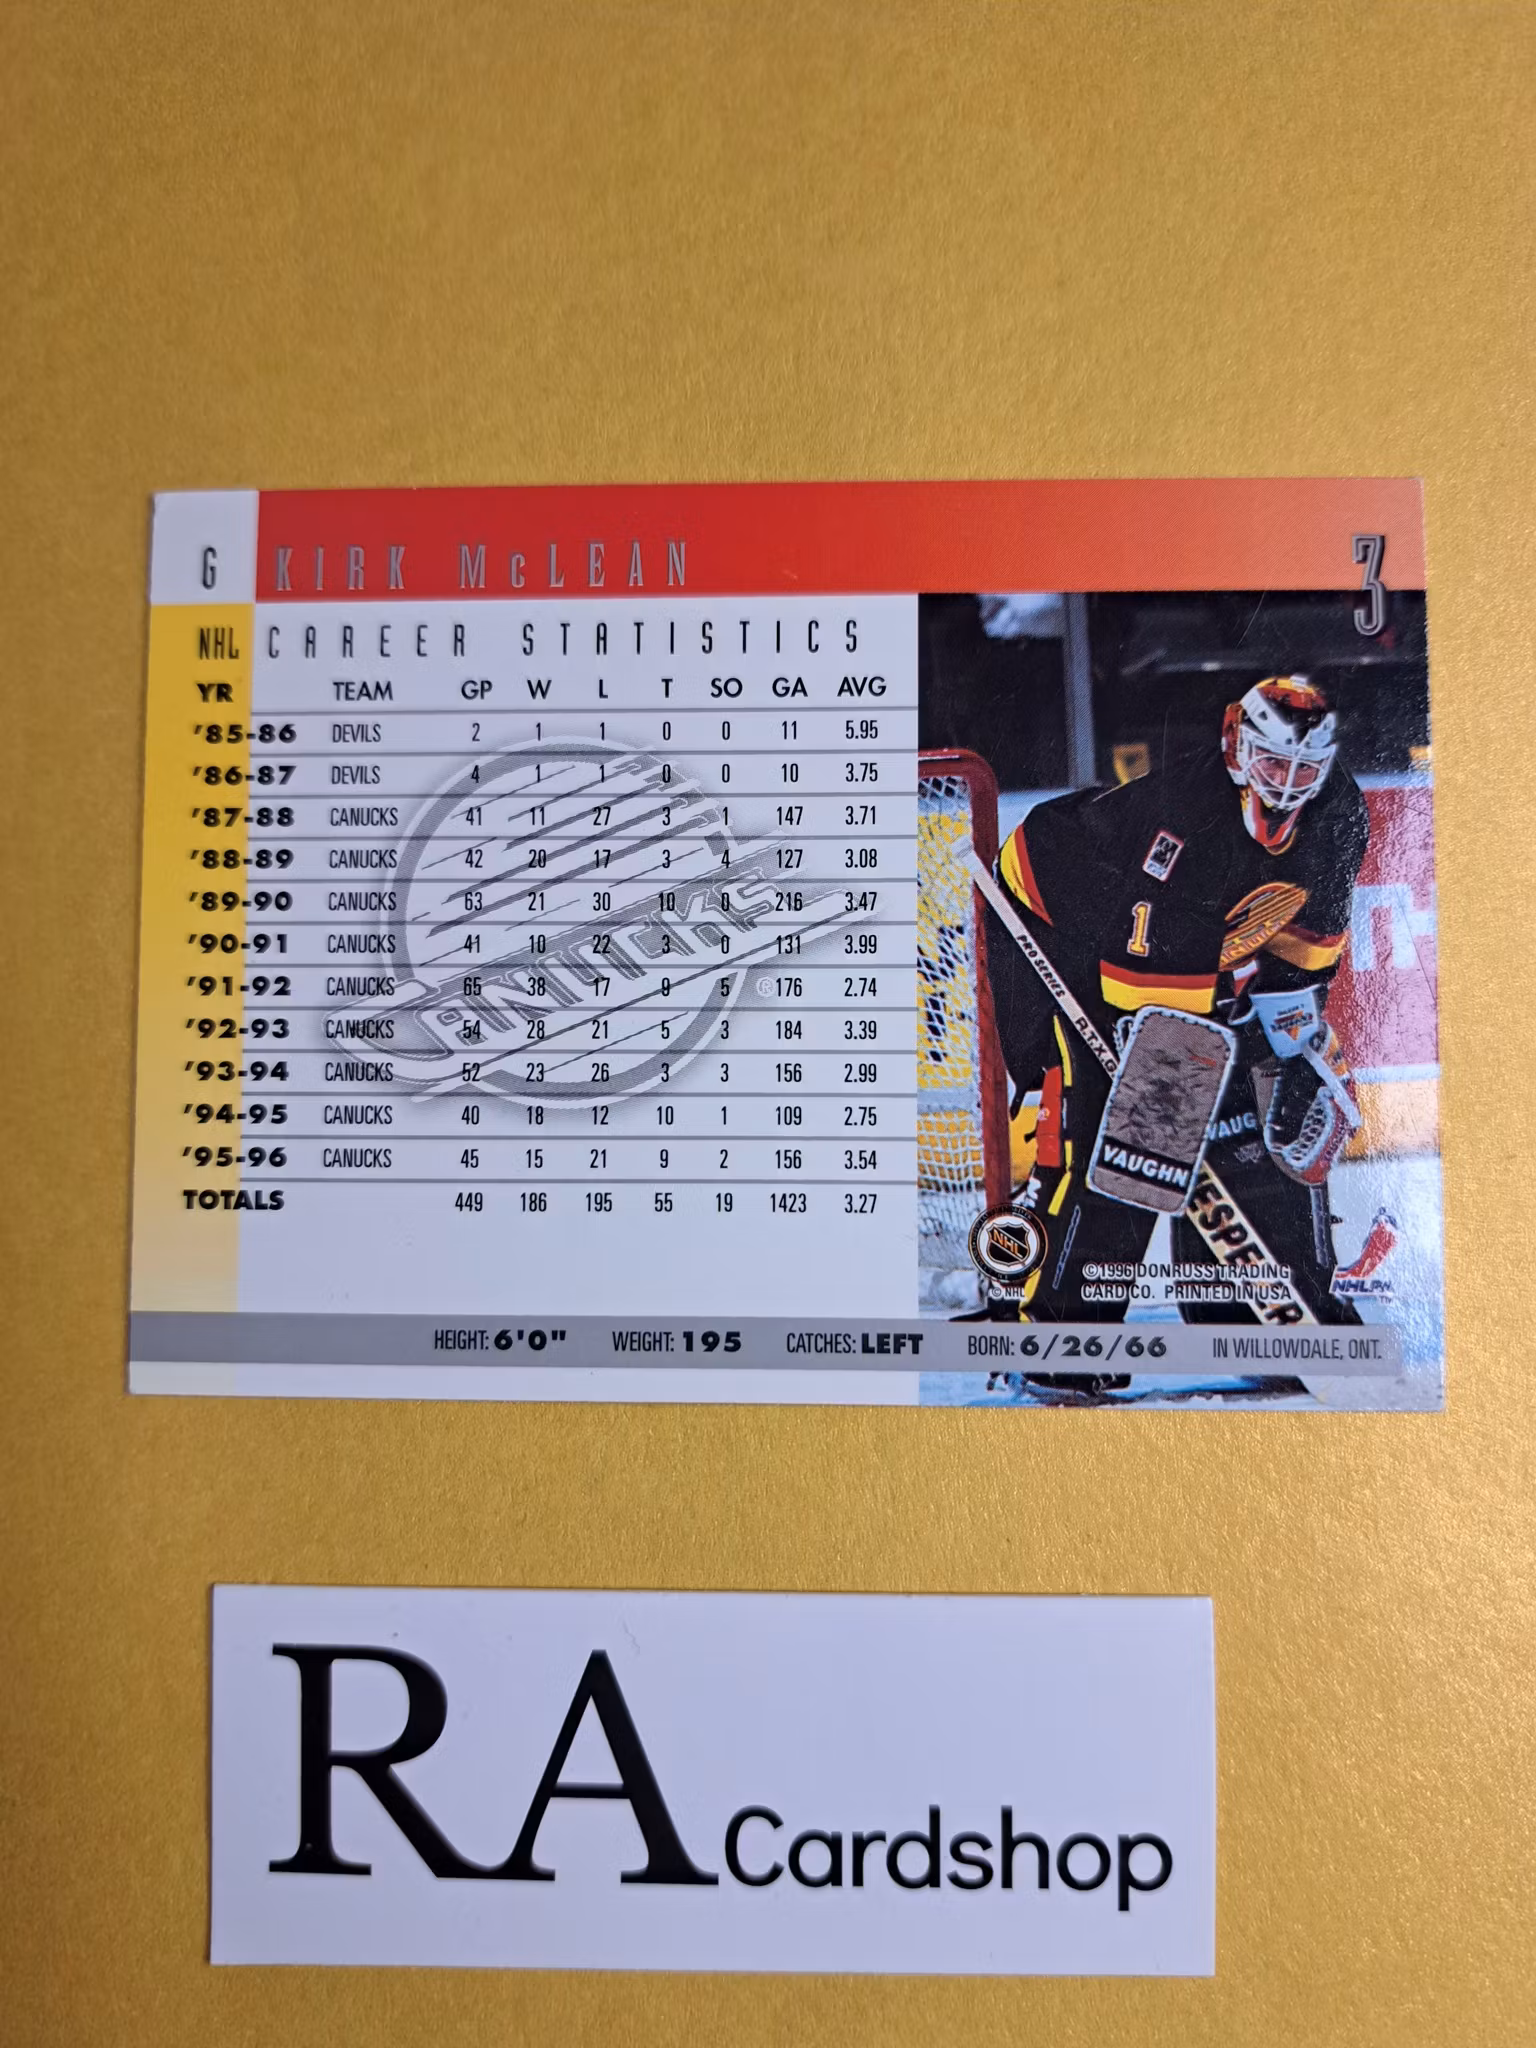 G KIRK McLEAN 3
NHL CAREER STATISTICS
YR TEAM GP W L T SO GA AVG
'85-86 DEVILS 2 1 1 0 0 11 5.95
'86-87 DEVILS 4 1 1 0 0 10 3.75
'87-88 CANUCKS 41 11 27 3 1 147 3.71
'88-89 CANUCKS 42 20 17 3 4 127 3.08
'89-90 CANUCKS 63 21 30 10 0 216 3.47
'90-91 CANUCKS 41 10 22 3 0 131 3.99
'91-92 CANUCKS 65 38 17 9 5 176 2.74
'92-93 CANUCKS 54 28 21 5 3 184 3.39
'93-94 CANUCKS 52 23 26 3 3 156 2.99
'94-95 CANUCKS 40 18 12 10 1 109 2.75
'95-96 CANUCKS 45 15 21 9 2 156 3.54
TOTALS 449 186 195 55 19 1423 3.27
CANUCKS ®
1
PRO SERIES R.T.X.G
VAUGHN
VAUG
NHL
© NHL
©1996 DONRUSS TRADING
CARD CO. PRINTED IN USA
NHLPA
TM
HEIGHT: 6'0" WEIGHT: 195 CATCHES: LEFT BORN: 6/26/66 IN WILLOWDALE, ONT.
RA Cardshop